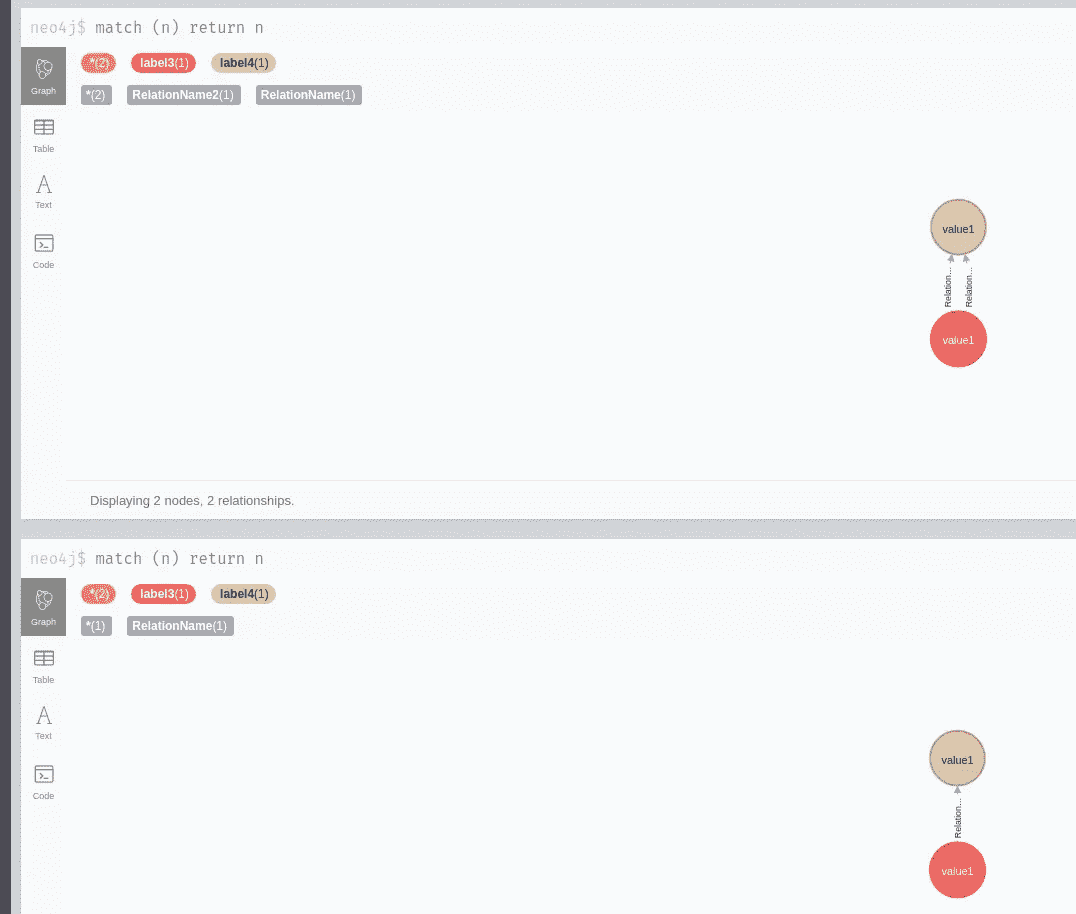 neo4j$ match (n) return n
*(2) label3(1) label4(1)
*(2) RelationName2(1) RelationName(1)
Graph
Table
Text
Code
value1
Relation... Relation...
value1
Displaying 2 nodes, 2 relationships.
neo4j$ match (n) return n
*(2) label3(1) label4(1)
*(1) RelationName(1)
Graph
Table
Text
Code
value1
Relation...
value1